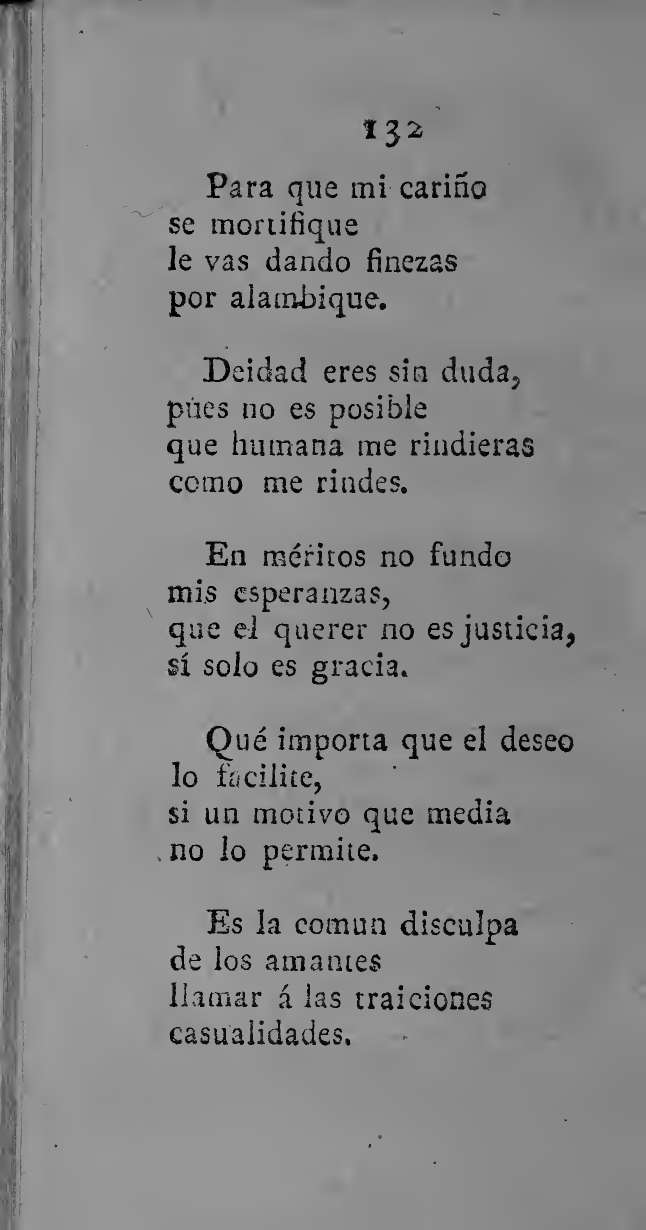 132
Para que mi cariño
se mortifique
le vas dando finezas
por alambique.
Deidad eres sin duda,
pues no es posible
que humana me rindieras
como me rindes.
En méritos no fundo
mis esperanzas,
que el querer no es justicia,
sí solo es gracia.
Qué importa que el deseo
lo facilite,
si un motivo que media
no lo permite.
Es la comun disculpa
de los amantes
llamar á las traiciones
casualidades.